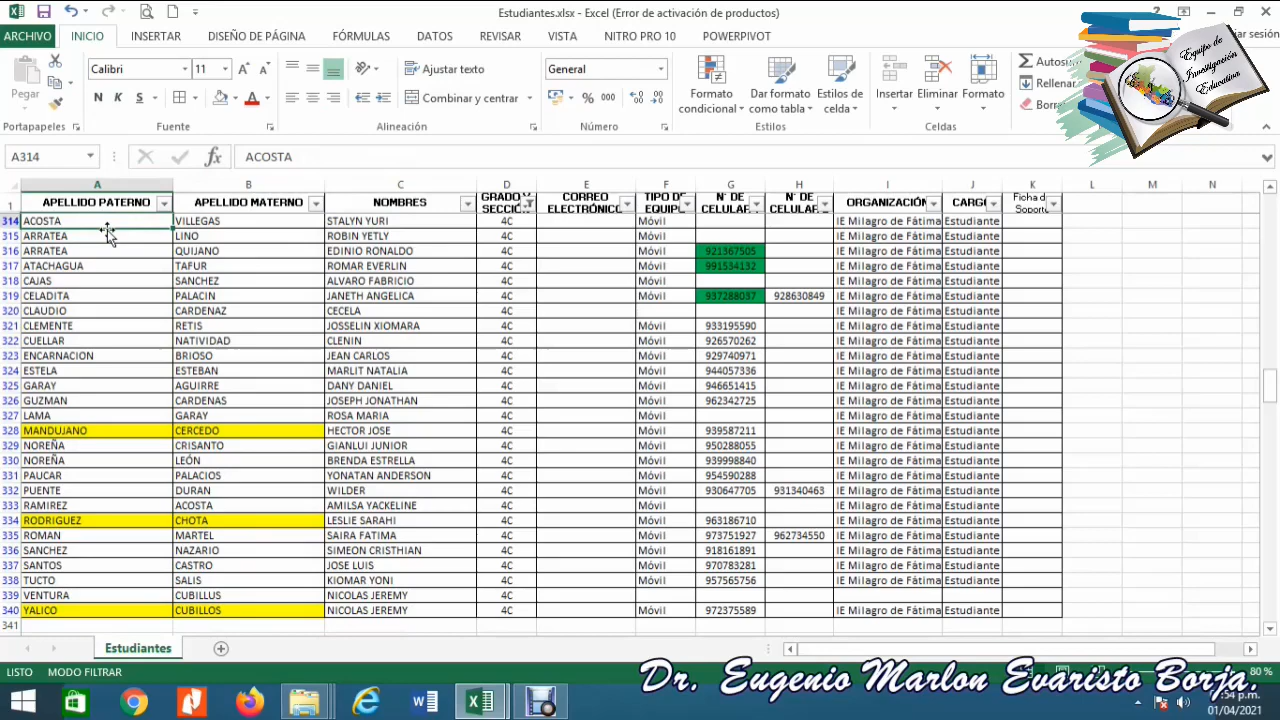 Estudiantes.xlsx - Excel (Error de activación de productos)
ARCHIVO INICIO INSERTAR DISEÑO DE PÁGINA FÓRMULAS DATOS REVISAR VISTA NITRO PRO 10 POWERPIVOT
Equipo de Investigación Educativa
Pegar Calibri 11 Ajustar texto General Formato condicional Dar formato como tabla Estilos de celda Insertar Eliminar Formato
N K S Combinar y centrar % 000 Rellenar
Portapapeles Fuente Alineación Número Estilos Celdas
A314 fx ACOSTA
A B C D E F G H I J K L M N
1 APELLIDO PATERNO APELLIDO MATERNO NOMBRES GRADO Y SECCIÓN CORREO ELECTRÓNICO TIPO DE EQUIPO N° DE CELULAR N° DE CELULAR ORGANIZACIÓN CARGO Ficha d Soport
314 ACOSTA VILLEGAS STALYN YURI 4C Móvil IE Milagro de Fátima Estudiante
315 ARRATEA LINO ROBIN YETLY 4C Móvil IE Milagro de Fátima Estudiante
316 ARRATEA QUIJANO EDINIO RONALDO 4C Móvil 921367505 IE Milagro de Fátima Estudiante
317 ATACHAGUA TAFUR ROMAR EVERLIN 4C Móvil 991534132 IE Milagro de Fátima Estudiante
318 CAJAS SANCHEZ ALVARO FABRICIO 4C Móvil IE Milagro de Fátima Estudiante
319 CELADITA PALACIN JANETH ANGELICA 4C Móvil 937288037 928630849 IE Milagro de Fátima Estudiante
320 CLAUDIO CARDENAZ CECELA 4C IE Milagro de Fátima Estudiante
321 CLEMENTE RETIS JOSSELIN XIOMARA 4C Móvil 933195590 IE Milagro de Fátima Estudiante
322 CUELLAR NATIVIDAD CLENIN 4C Móvil 926570262 IE Milagro de Fátima Estudiante
323 ENCARNACION BRIOSO JEAN CARLOS 4C Móvil 929740971 IE Milagro de Fátima Estudiante
324 ESTELA ESTEBAN MARLIT NATALIA 4C Móvil 944057336 IE Milagro de Fátima Estudiante
325 GARAY AGUIRRE DANY DANIEL 4C Móvil 946651415 IE Milagro de Fátima Estudiante
326 GUZMAN CARDENAS JOSEPH JONATHAN 4C Móvil 962342725 IE Milagro de Fátima Estudiante
327 LAMA GARAY ROSA MARIA 4C Móvil IE Milagro de Fátima Estudiante
328 MANDUJANO CERCEDO HECTOR JOSE 4C Móvil 939587211 IE Milagro de Fátima Estudiante
329 NOREÑA CRISANTO GIANLUI JUNIOR 4C Móvil 950288055 IE Milagro de Fátima Estudiante
330 NOREÑA LEÓN BRENDA ESTRELLA 4C Móvil 939998840 IE Milagro de Fátima Estudiante
331 PAUCAR PALACIOS YONATAN ANDERSON 4C Móvil 954590288 IE Milagro de Fátima Estudiante
332 PUENTE DURAN WILDER 4C Móvil 930647705 931340463 IE Milagro de Fátima Estudiante
333 RAMIREZ ACOSTA AMILSA YACKELINE 4C Móvil IE Milagro de Fátima Estudiante
334 RODRIGUEZ CHOTA LESLIE SARAHI 4C Móvil 963186710 IE Milagro de Fátima Estudiante
335 ROMAN MARTEL SAIRA FATIMA 4C Móvil 973751927 962734550 IE Milagro de Fátima Estudiante
336 SANCHEZ NAZARIO SIMEON CRISTHIAN 4C Móvil 918161891 IE Milagro de Fátima Estudiante
337 SANTOS CASTRO JOSE LUIS 4C Móvil 970783281 IE Milagro de Fátima Estudiante
338 TUCTO SALIS KIOMAR YONI 4C Móvil 957565756 IE Milagro de Fátima Estudiante
339 VENTURA CUBILLUS NICOLAS JEREMY 4C
340 YALICO CUBILLOS NICOLAS JEREMY 4C Móvil 972375589 IE Milagro de Fátima Estudiante
341
Estudiantes
LISTO MODO FILTRAR 80 %
Dr. Eugenio Marlon Evaristo Borja.
01/04/2021